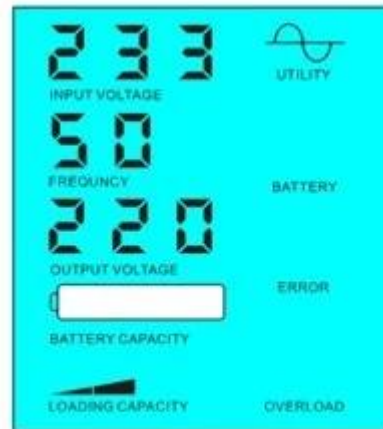 233
UTILITY
INPUT VOLTAGE
50
FREQUNCY
BATTERY
220
OUTPUT VOLTAGE
ERROR
BATTERY CAPACITY
LOADING CAPACITY
OVERLOAD